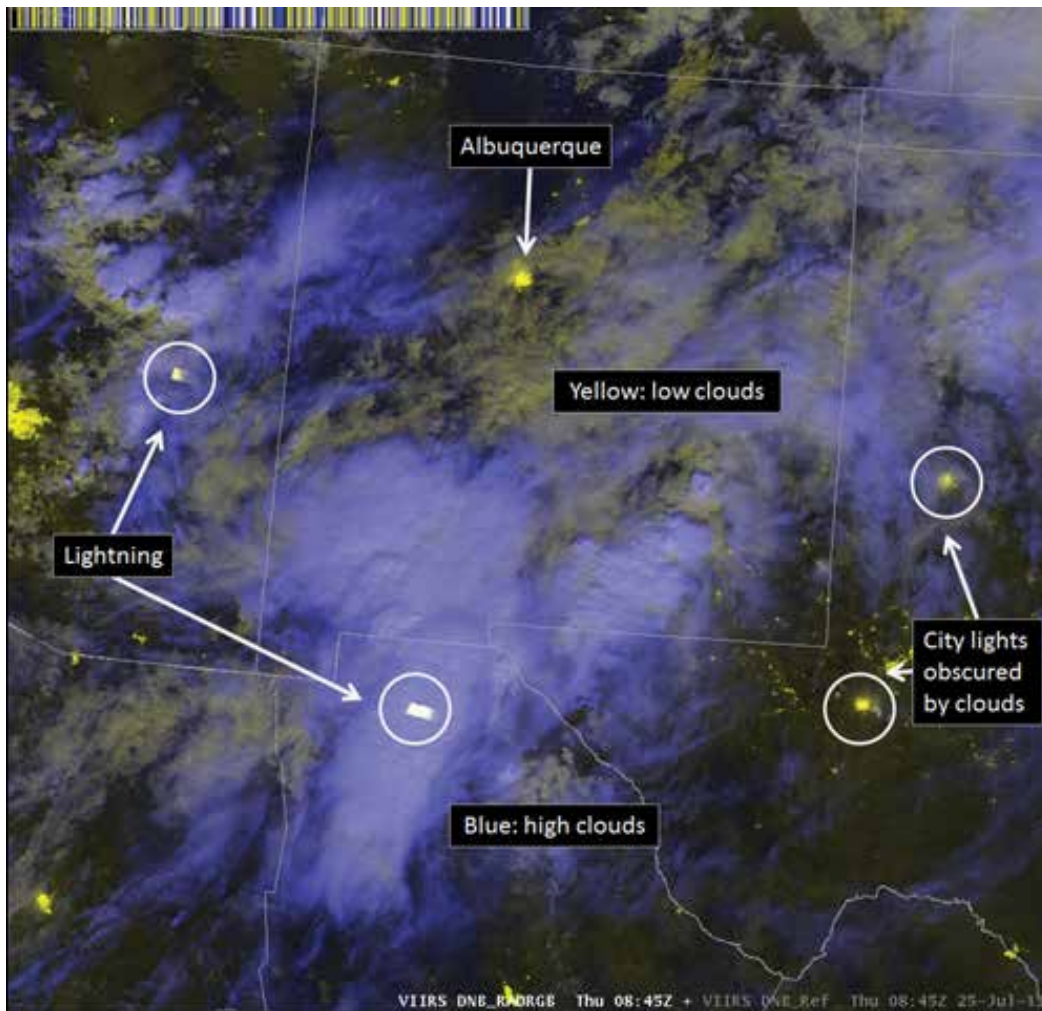 Albuquerque
Yellow: low clouds
Lightning
City lights
obscured
by clouds
Blue: high clouds
VIIRS DNB_RADRGB Thu 08:45Z + VIIRS DNB_Ref Thu 08:45Z 25-Jul-13